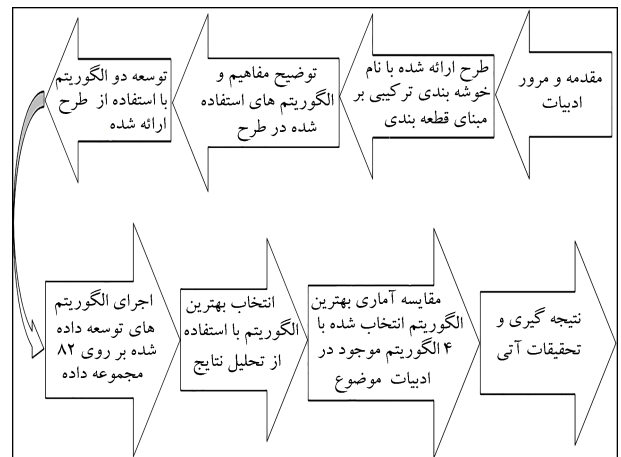 مقدمه و مرور
ادبیات
طرح ارائه شده با نام
خوشه بندی ترکیبی بر
مبنای قطعه بندی
توضیح مفاهیم و
الگوریتم های استفاده
شده در طرح
توسعه دو الگوریتم
با استفاده از طرح
ارائه شده
اجرای الگوریتم
های توسعه داده
شده بر روی ۸۲
مجموعه داده
انتخاب بهترین
الگوریتم با استفاده
از تحلیل نتایج
مقایسه آماری بهترین
الگوریتم انتخاب شده با
۴ الگوریتم موجود در
ادبیات موضوع
نتیجه گیری و
تحقیقات آتی